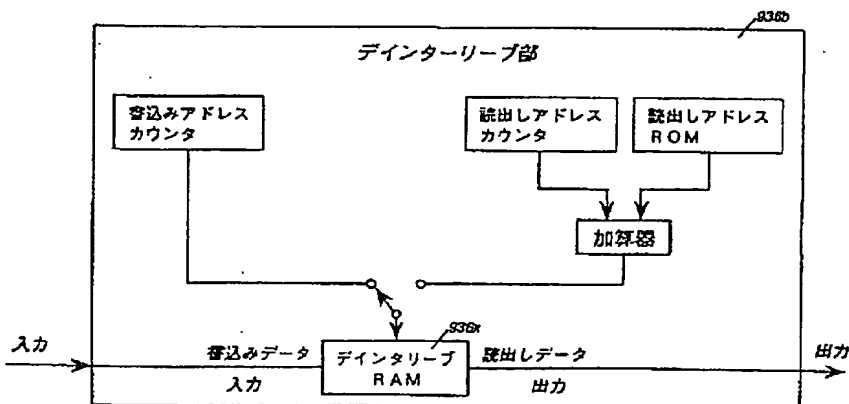 936b
デインターリーブ部
書込みアドレス
カウンタ
読出しアドレス
カウンタ
読出しアドレス
ROM
加算器
936x
入力
書込みデータ
入力
デインタリーブ
RAM
読出しデータ
出力
出力